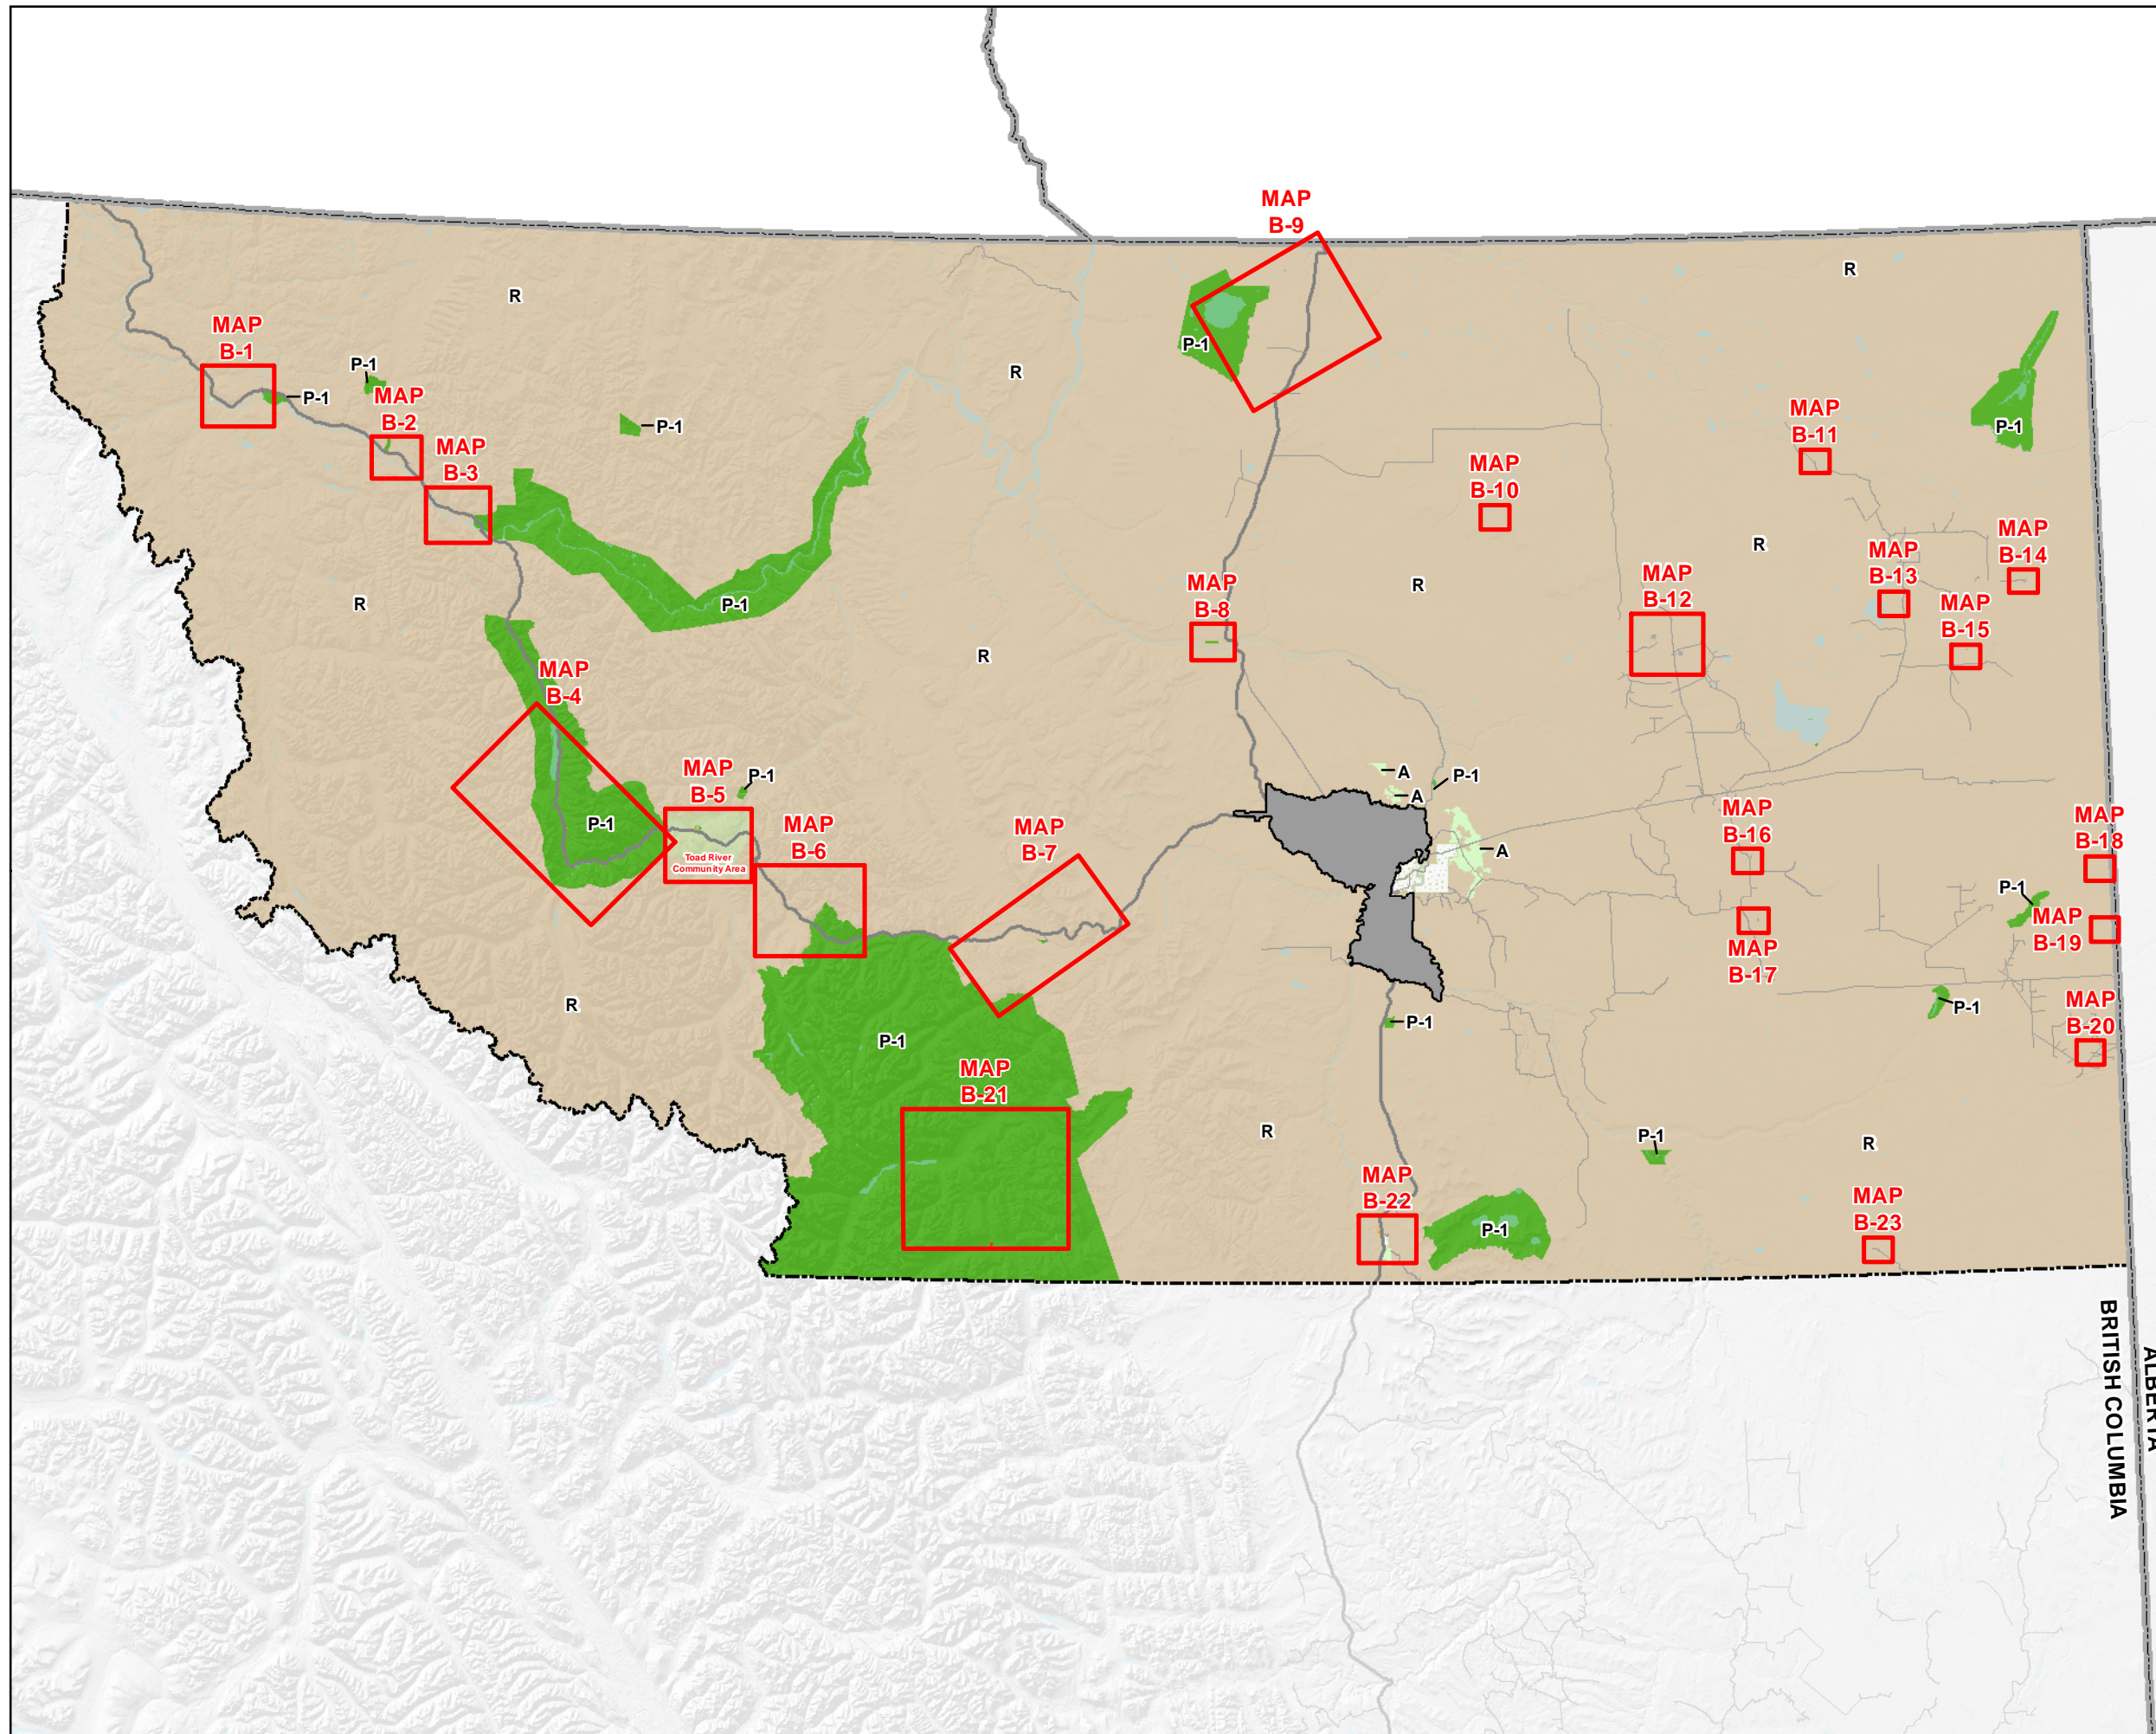 MAP
B-9
R
R
MAP
B-1
P-1
P-1
MAP
B-2
R
P-1
P-1
P-1
MAP
B-3
MAP
B-11
MAP
B-10
MAP
B-14
R
MAP
B-13
MAP
B-8
R
MAP
B-12
R
P-1
MAP
B-15
R
MAP
B-4
MAP
B-5
P-1
A
P-1
A
P-1
MAP
B-6
MAP
B-7
MAP
B-16
MAP
B-18
A
Toad River
Community Area
P-1
MAP
B-19
MAP
B-17
R
P-1
P-1
MAP
B-20
P-1
MAP
B-21
R
P-1
R
MAP
B-22
P-1
MAP
B-23
BRITISH COLUMBIA
ALBERTA